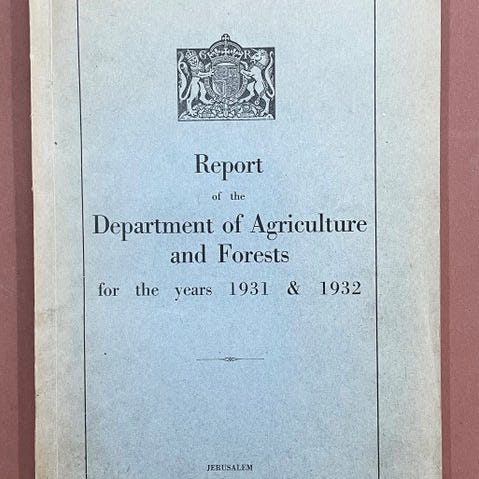 G R
Report
of the
Department of Agriculture
and Forests
for the years 1931 & 1932
JERUSALEM